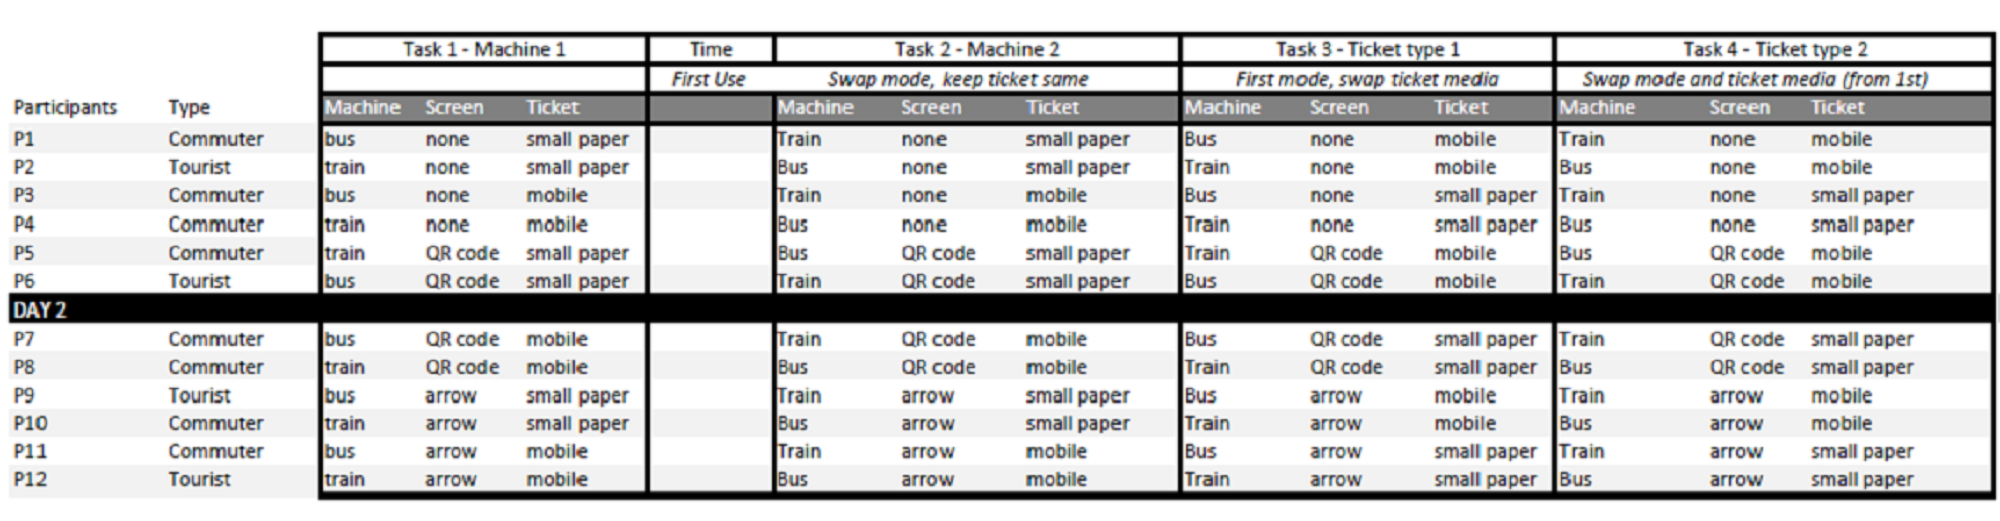 Task 1 - Machine 1 Time Task 2 - Machine 2 Task 3 - Ticket type 1 Task 4 - Ticket type 2
First Use Swap mode, keep ticket same First mode, swap ticket media Swap mode and ticket media (from 1st)
Participants Type Machine Screen Ticket Machine Screen Ticket Machine Screen Ticket Machine Screen Ticket
P1 Commuter bus none small paper Train none small paper Bus none mobile Train none mobile
P2 Tourist train none small paper Bus none small paper Train none mobile Bus none mobile
P3 Commuter bus none mobile Train none mobile Bus none small paper Train none small paper
P4 Commuter train none mobile Bus none mobile Train none small paper Bus none small paper
P5 Commuter train QR code small paper Bus QR code small paper Train QR code mobile Bus QR code mobile
P6 Tourist bus QR code small paper Train QR code small paper Bus QR code mobile Train QR code mobile
DAY 2
P7 Commuter bus QR code mobile Train QR code mobile Bus QR code small paper Train QR code small paper
P8 Commuter train QR code mobile Bus QR code mobile Train QR code small paper Bus QR code small paper
P9 Tourist bus arrow small paper Train arrow small paper Bus arrow mobile Train arrow mobile
P10 Commuter train arrow small paper Bus arrow small paper Train arrow mobile Bus arrow mobile
P11 Commuter bus arrow mobile Train arrow mobile Bus arrow small paper Train arrow small paper
P12 Tourist train arrow mobile Bus arrow mobile Train arrow small paper Bus arrow small paper